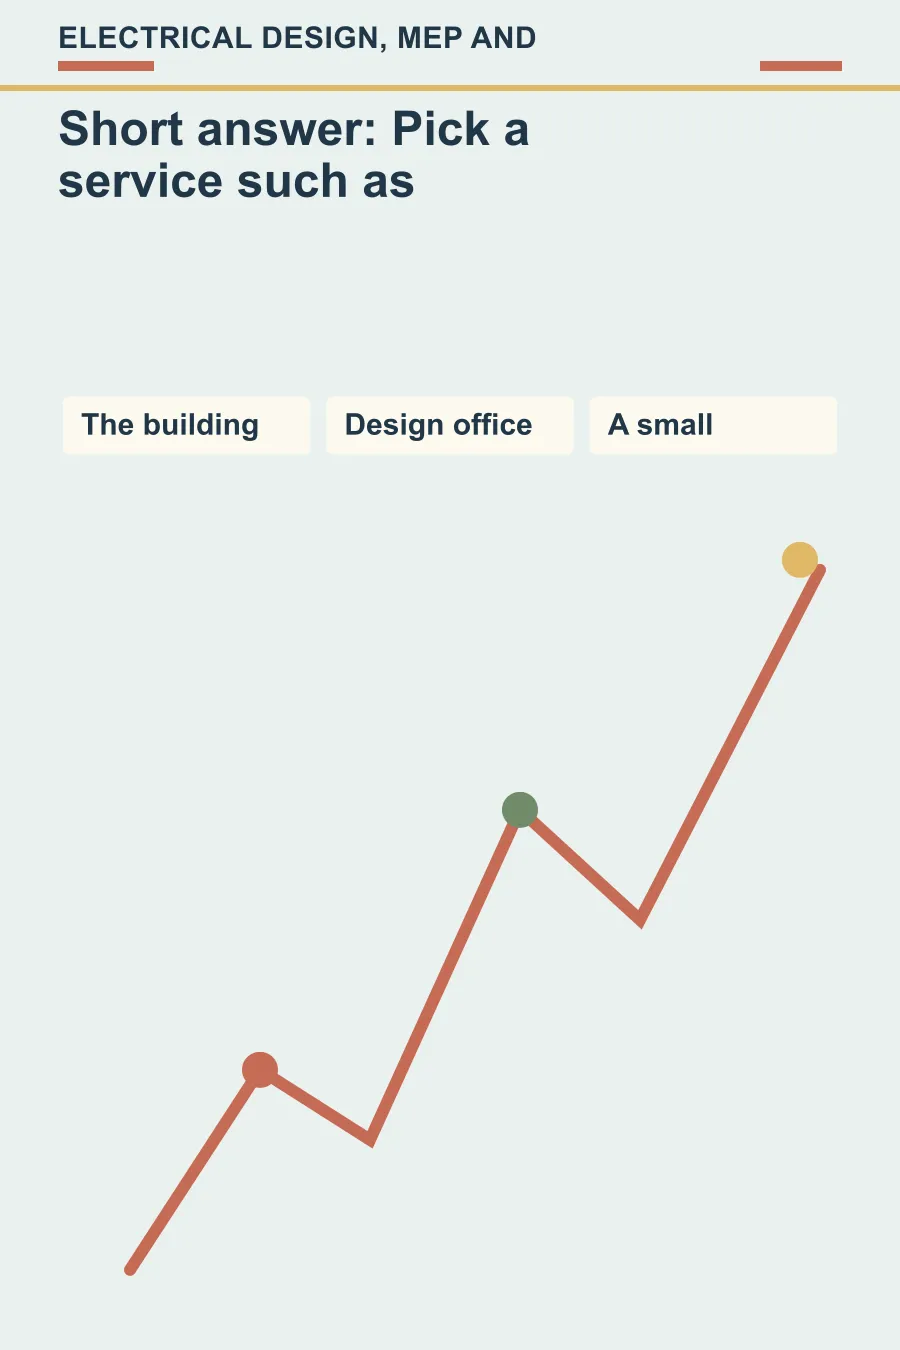 ELECTRICAL DESIGN, MEP AND
Short answer: Pick a
service such as
The building
Design office
A small